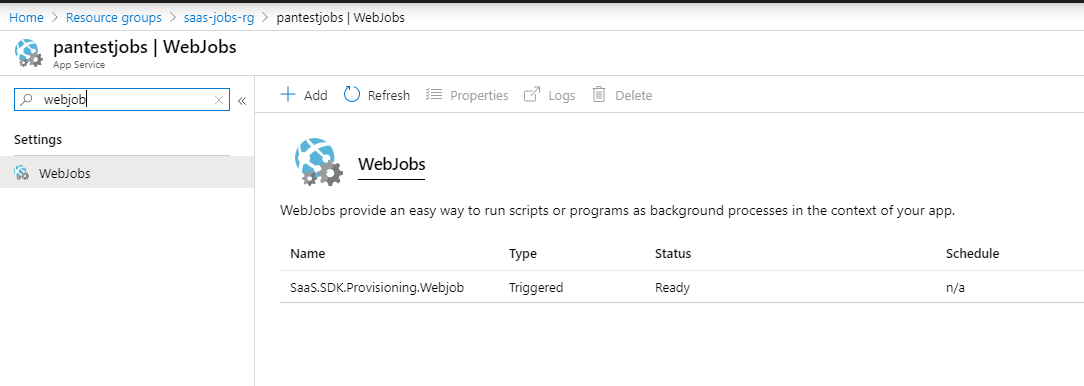 Home > Resource groups > saas-jobs-rg > pantestjobs | WebJobs
pantestjobs | WebJobs
App Service
webjob
Settings
WebJobs
Add Refresh Properties Logs Delete
WebJobs
WebJobs provide an easy way to run scripts or programs as background processes in the context of your app.
Name Type Status Schedule
SaaS.SDK.Provisioning.Webjob Triggered Ready n/a